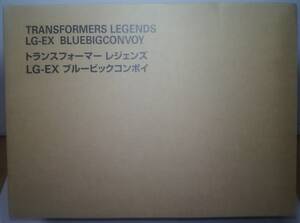 TRANSFORMERS LEGENDS
LG-EX BLUEBIGCONVOY
トランスフォーマー レジェンズ
LG-EX ブルービックコンボイ